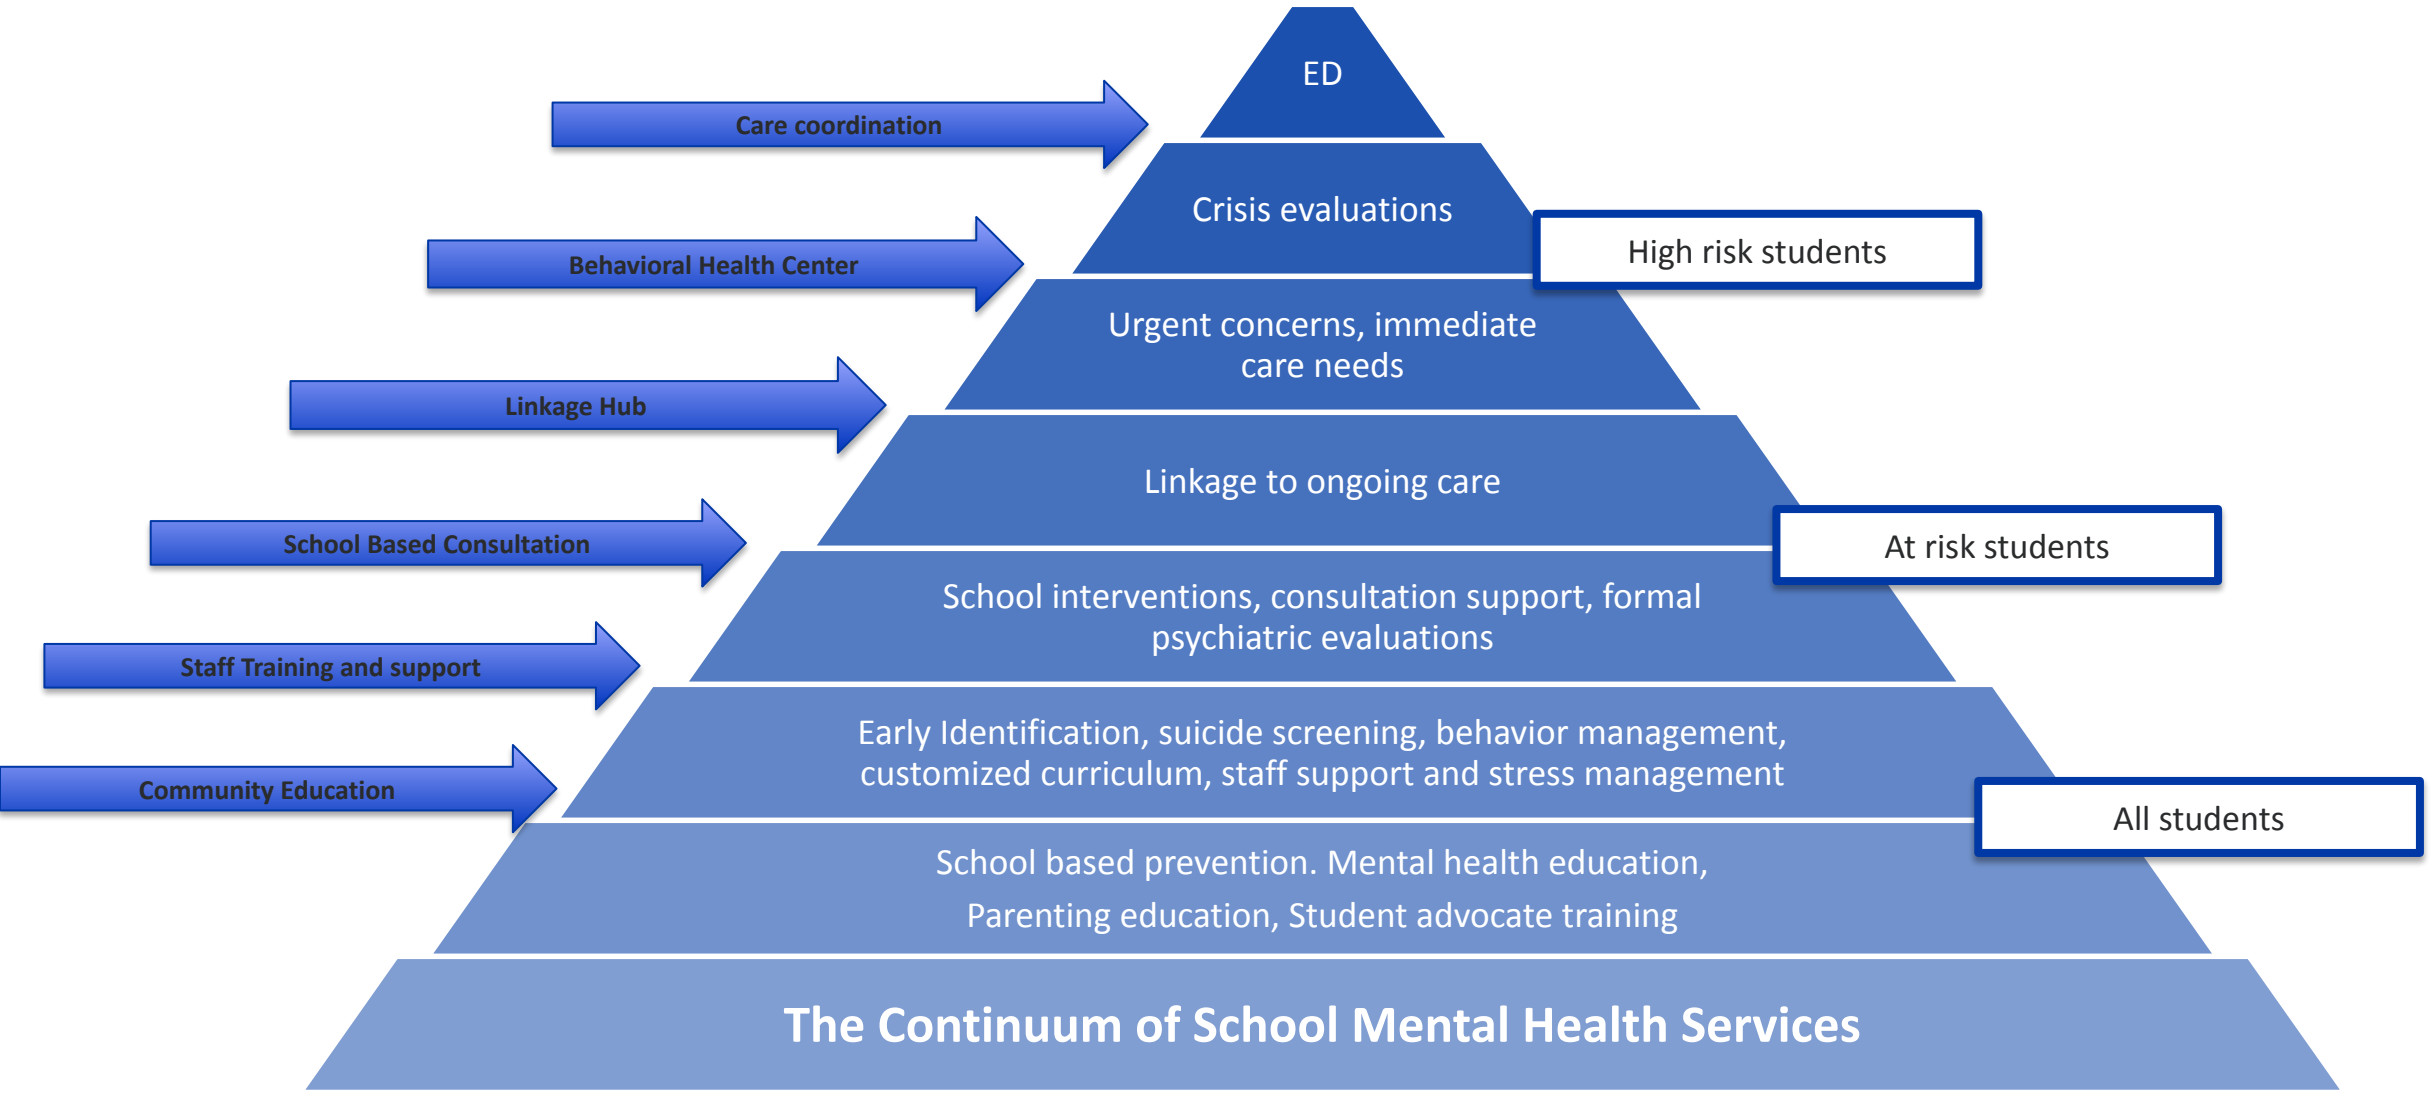 ED
Care coordination
Crisis evaluations
High risk students
Behavioral Health Center
Urgent concerns, immediate
care needs
Linkage Hub
Linkage to ongoing care
At risk students
School Based Consultation
School interventions, consultation support, formal
psychiatric evaluations
Staff Training and support
Early Identification, suicide screening, behavior management,
customized curriculum, staff support and stress management
Community Education
All students
School based prevention. Mental health education,
Parenting education, Student advocate training
The Continuum of School Mental Health Services